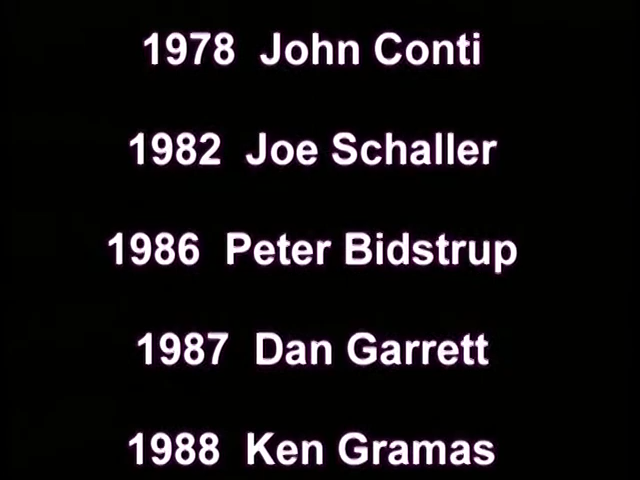 1978 John Conti
1982 Joe Schaller
1986 Peter Bidstrup
1987 Dan Garrett
1988 Ken Gramas